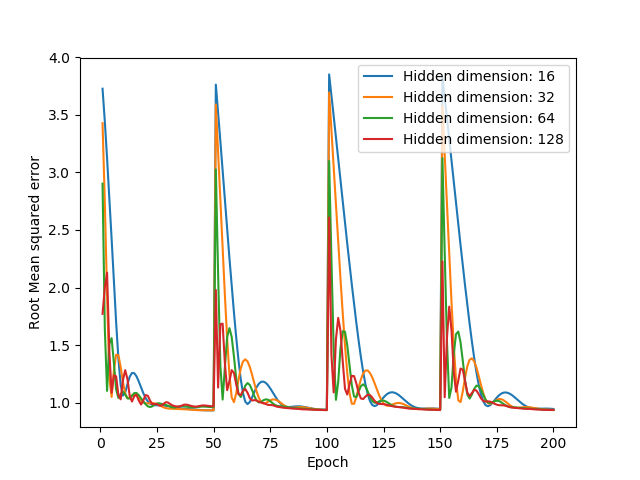 4.0
3.5
3.0
2.5
2.0
1.5
1.0
Root Mean squared error
Hidden dimension: 16
Hidden dimension: 32
Hidden dimension: 64
Hidden dimension: 128
0 25 50 75 100 125 150 175 200
Epoch